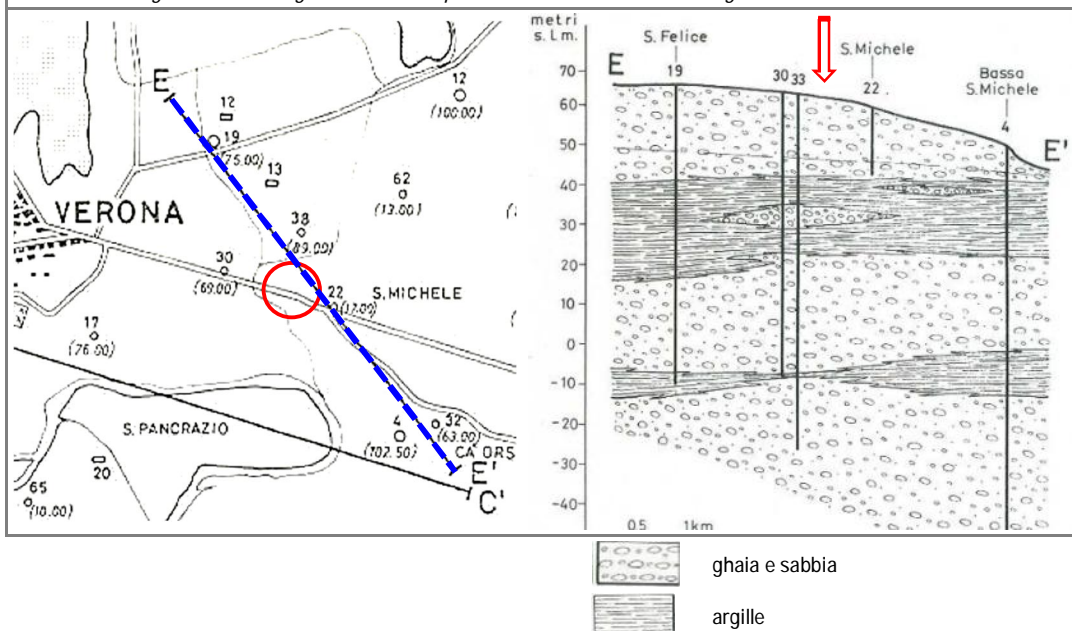 12
12
(100.00)
19
(75.00)
13
62
(13.00)
VERONA
38
(89.00)
30
(69.00)
22
(17.00)
S.MICHELE
17
(76.00)
S. PANCRAZIO
20
4
(102.50)
52
(63.00)
CA ORS
65
(10.00)
E
E'
C'
metri
s.l.m.
S. Felice
S.Michele
Bassa
S.Michele
E
19
30 33
22
4
E'
70
60
50
40
30
20
10
0
-10
-20
-30
-40
0.5 1km
ghaia e sabbia
argille